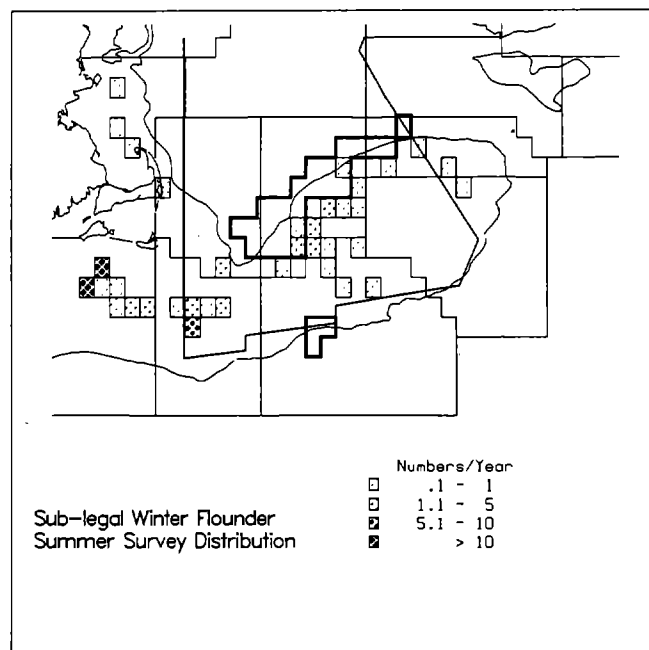 Numbers/Year
.1 - 1
1.1 - 5
5.1 - 10
> 10
Sub-legal Winter Flounder
Summer Survey Distribution